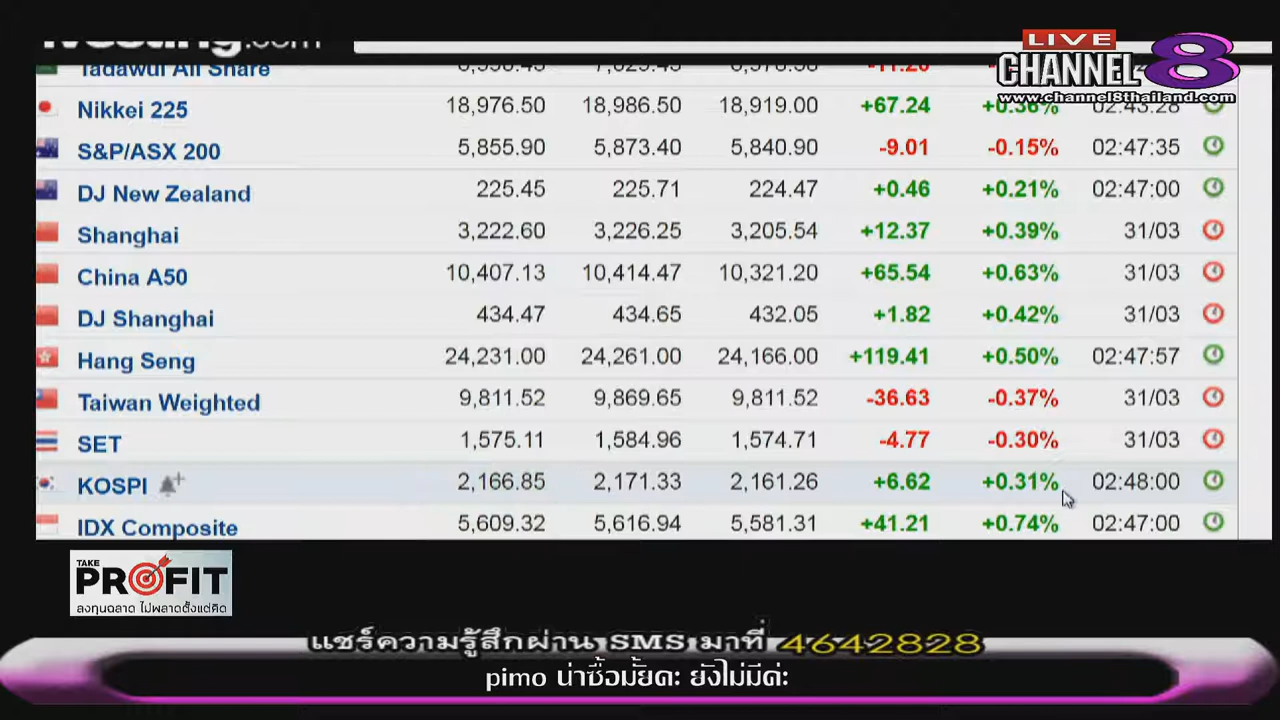 Investing.com
LIVE
CHANNEL 8
www.channel8thailand.com
Tadawul All Share -11.20
Nikkei 225 18,976.50 18,986.50 18,919.00 +67.24 +0.36% 02:43:28
S&P/ASX 200 5,855.90 5,873.40 5,840.90 -9.01 -0.15% 02:47:35
DJ New Zealand 225.45 225.71 224.47 +0.46 +0.21% 02:47:00
Shanghai 3,222.60 3,226.25 3,205.54 +12.37 +0.39% 31/03
China A50 10,407.13 10,414.47 10,321.20 +65.54 +0.63% 31/03
DJ Shanghai 434.47 434.65 432.05 +1.82 +0.42% 31/03
Hang Seng 24,231.00 24,261.00 24,166.00 +119.41 +0.50% 02:47:57
Taiwan Weighted 9,811.52 9,869.65 9,811.52 -36.63 -0.37% 31/03
SET 1,575.11 1,584.96 1,574.71 -4.77 -0.30% 31/03
KOSPI 2,166.85 2,171.33 2,161.26 +6.62 +0.31% 02:48:00
IDX Composite 5,609.32 5,616.94 5,581.31 +41.21 +0.74% 02:47:00
TAKE
PROFIT
ลงทุนฉลาด ไม่พลาดตั้งแต่คิด
แชร์ความรู้สึกผ่าน SMS มาที่ 4642828
pimo น่าซื้อมั้ยคะ ยังไม่มีค่ะ